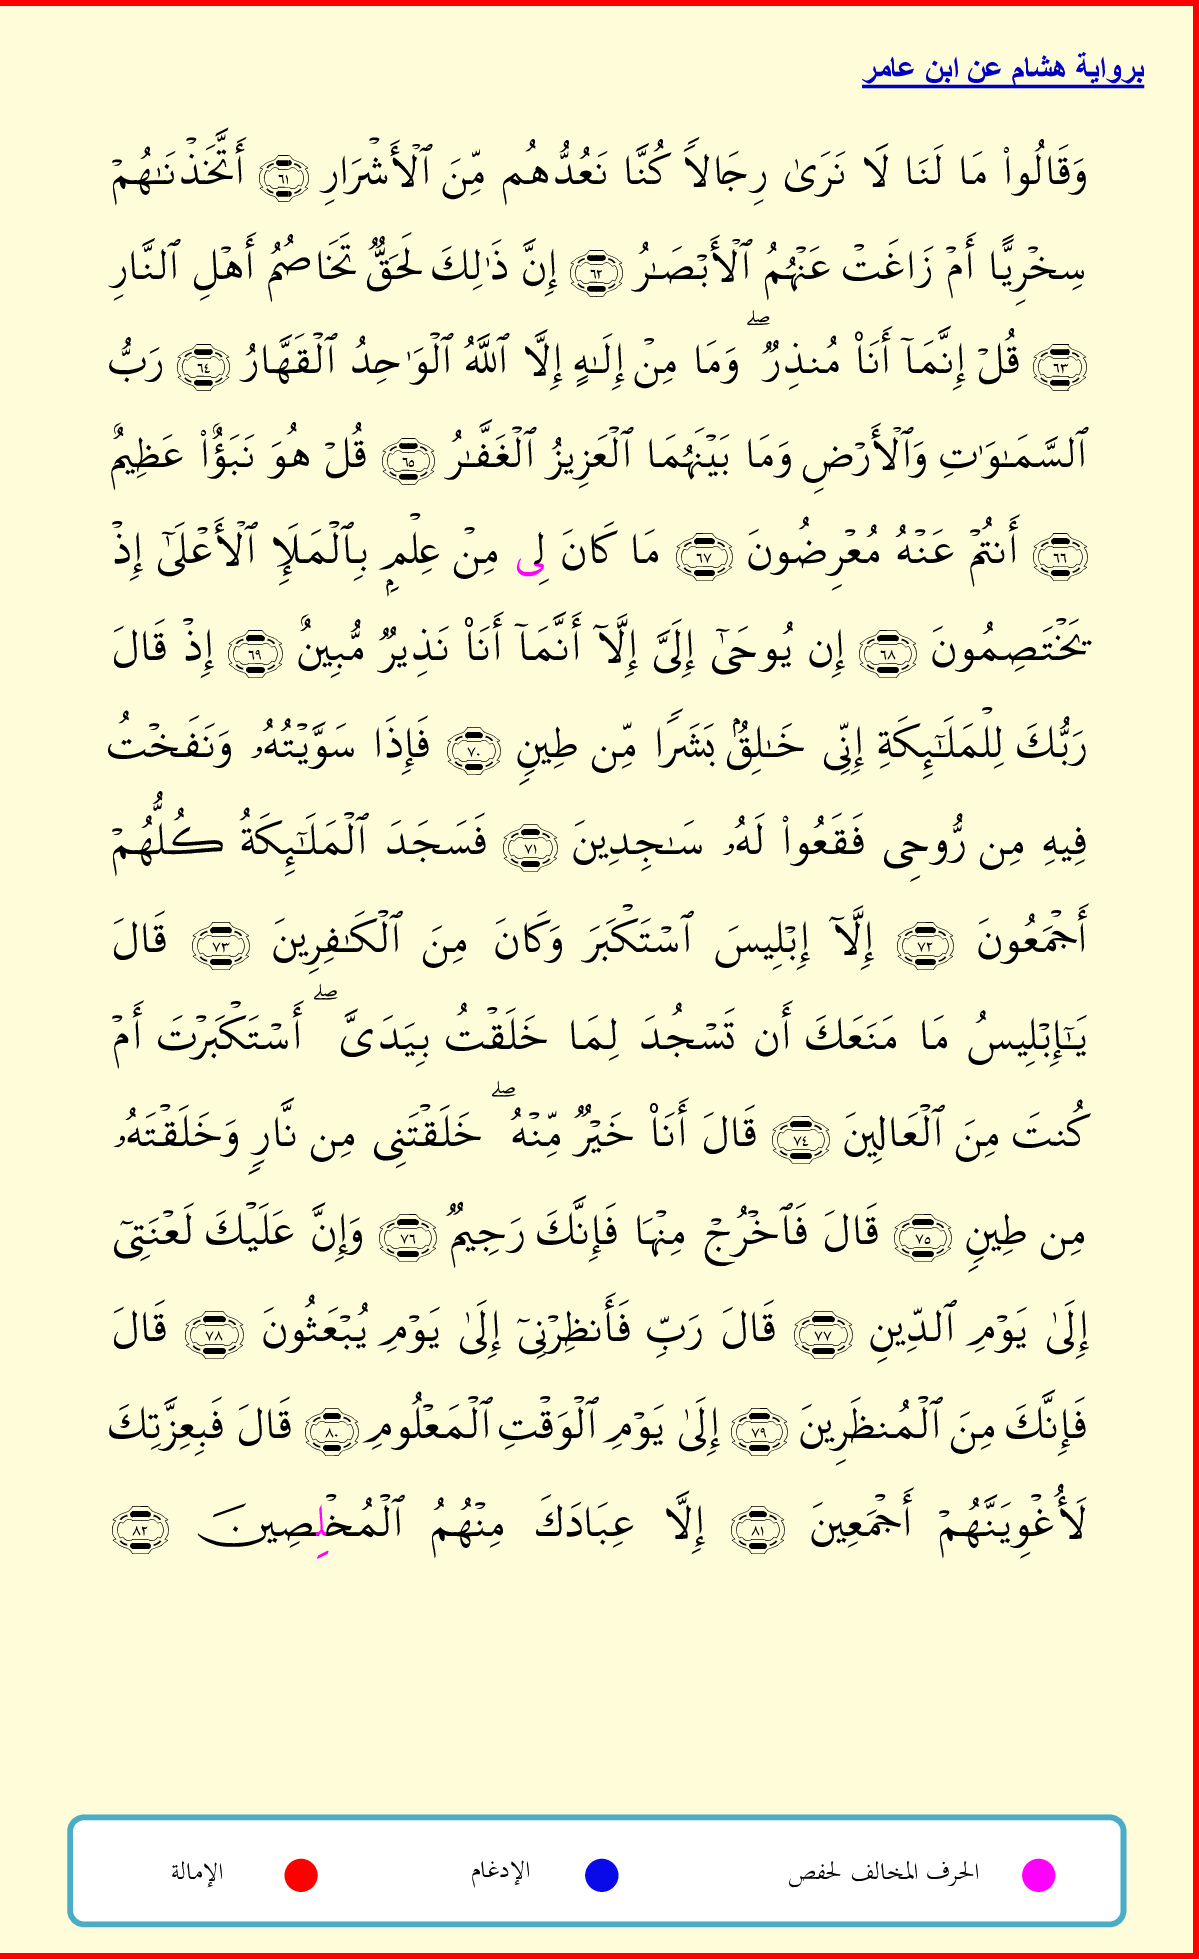 برواية هشام عن ابن عامر
وَقَالُوا۟ مَا لَنَا لَا نَرَىٰ رِجَالًا كُنَّا نَعُدُّهُم مِّنَ ٱلْأَشْرَارِ ٦١ أَتَّخَذْنَـٰهُمْ
سِخْرِيًّا أَمْ زَاغَتْ عَنْهُمُ ٱلْأَبْصَـٰرُ ٦٢ إِنَّ ذَٰلِكَ لَحَقٌّ تَخَاصُمُ أَهْلِ ٱلنَّارِ
٦٣ قُلْ إِنَّمَآ أَنَا۠ مُنذِرٌ ۖ وَمَا مِنْ إِلَـٰهٍ إِلَّا ٱللَّهُ ٱلْوَٰحِدُ ٱلْقَهَّارُ ٦٤ رَبُّ
ٱلسَّمَـٰوَٰتِ وَٱلْأَرْضِ وَمَا بَيْنَهُمَا ٱلْعَزِيزُ ٱلْغَفَّـٰرُ ٦٥ قُلْ هُوَ نَبَؤٌا۟ عَظِيمٌ
٦٦ أَنتُمْ عَنْهُ مُعْرِضُونَ ٦٧ مَا كَانَ لِى مِنْ عِلْمٍۭ بِٱلْمَلَإِ ٱلْأَعْلَىٰٓ إِذْ
يَخْتَصِمُونَ ٦٨ إِن يُوحَىٰٓ إِلَىَّ إِلَّآ أَنَّمَآ أَنَا۠ نَذِيرٌ مُّبِينٌ ٦٩ إِذْ قَالَ
رَبُّكَ لِلْمَلَـٰٓئِكَةِ إِنِّى خَـٰلِقٌۢ بَشَرًا مِّن طِينٍ ٧٠ فَإِذَا سَوَّيْتُهُۥ وَنَفَخْتُ
فِيهِ مِن رُّوحِى فَقَعُوا۟ لَهُۥ سَـٰجِدِينَ ٧١ فَسَجَدَ ٱلْمَلَـٰٓئِكَةُ كُلُّهُمْ
أَجْمَعُونَ ٧٢ إِلَّآ إِبْلِيسَ ٱسْتَكْبَرَ وَكَانَ مِنَ ٱلْكَـٰفِرِينَ ٧٣ قَالَ
يَـٰٓإِبْلِيسُ مَا مَنَعَكَ أَن تَسْجُدَ لِمَا خَلَقْتُ بِيَدَىَّ ۖ أَسْتَكْبَرْتَ أَمْ
كُنتَ مِنَ ٱلْعَالِينَ ٧٤ قَالَ أَنَا۠ خَيْرٌ مِّنْهُ ۖ خَلَقْتَنِى مِن نَّارٍ وَخَلَقْتَهُۥ
مِن طِينٍ ٧٥ قَالَ فَٱخْرُجْ مِنْهَا فَإِنَّكَ رَجِيمٌ ٧٦ وَإِنَّ عَلَيْكَ لَعْنَتِىٓ
إِلَىٰ يَوْمِ ٱلدِّينِ ٧٧ قَالَ رَبِّ فَأَنظِرْنِىٓ إِلَىٰ يَوْمِ يُبْعَثُونَ ٧٨ قَالَ
فَإِنَّكَ مِنَ ٱلْمُنظَرِينَ ٧٩ إِلَىٰ يَوْمِ ٱلْوَقْتِ ٱلْمَعْلُومِ ٨٠ قَالَ فَبِعِزَّتِكَ
لَأُغْوِيَنَّهُمْ أَجْمَعِينَ ٨١ إِلَّا عِبَادَكَ مِنْهُمُ ٱلْمُخْلِصِينَ ٨٢
الحرف المخالف لحفص الإدغام الإمالة